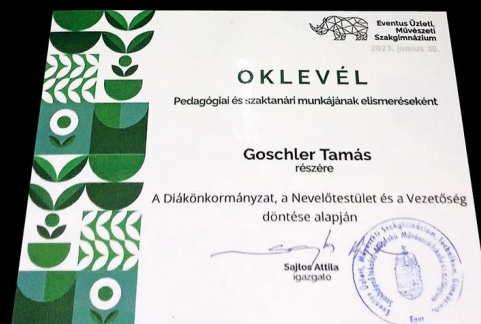 Eventus Üzleti,
Művészeti
Szakgimnázium
2023. június 30.
OKLEVÉL
Pedagógiai és szaktanári munkájának elismeréseként
Goschler Tamás
részére
A Diákönkormányzat, a Nevelőtestület és a Vezetőség
döntése alapján
Sajtos Attila
igazgató
Eger